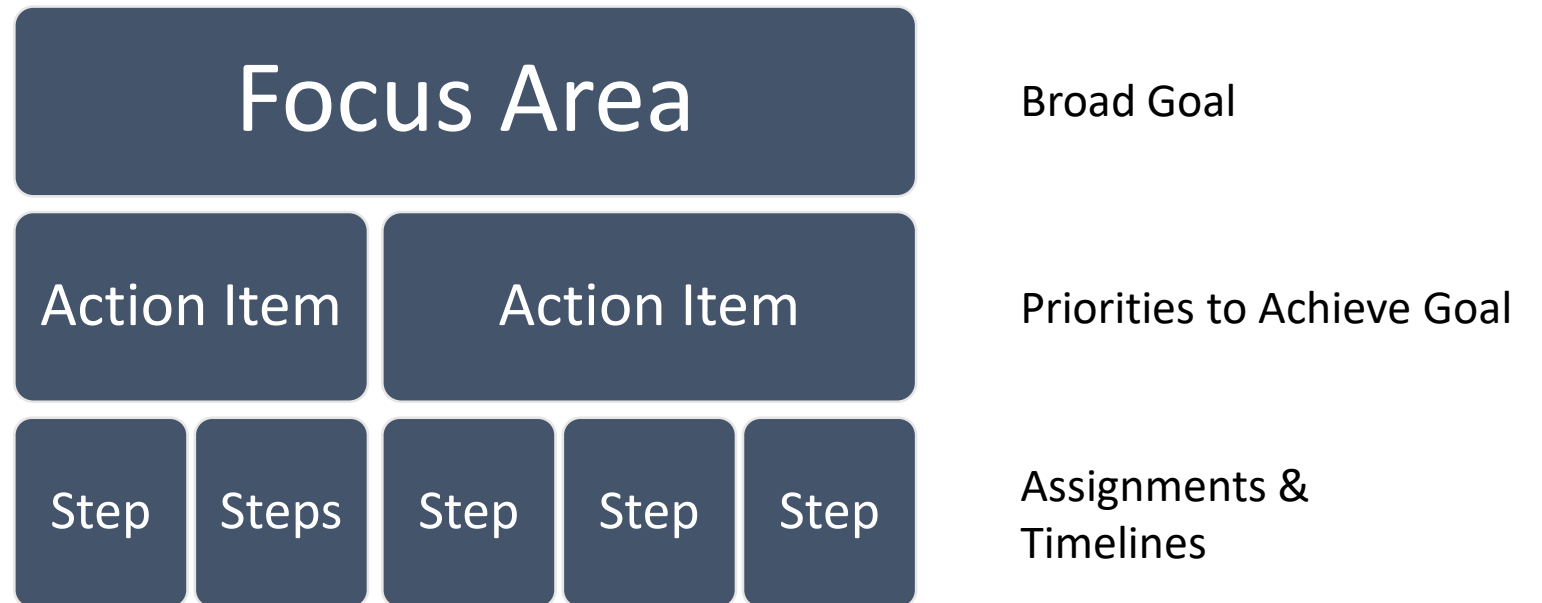 Focus Area
Broad Goal
Action Item
Action Item
Priorities to Achieve Goal
Step
Steps
Step
Step
Step
Assignments &
Timelines